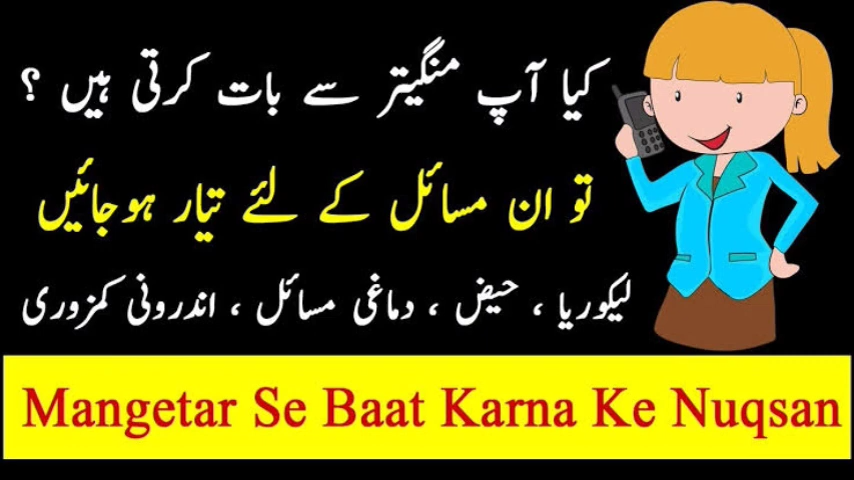 کیا آپ منگیتر سے بات کرتی ہیں ؟
تو ان مسائل کے لئے تیار ہوجائیں
لیکوریا ، حیض ، دماغی مسائل ، اندرونی کمزوری
Mangetar Se Baat Karna Ke Nuqsan